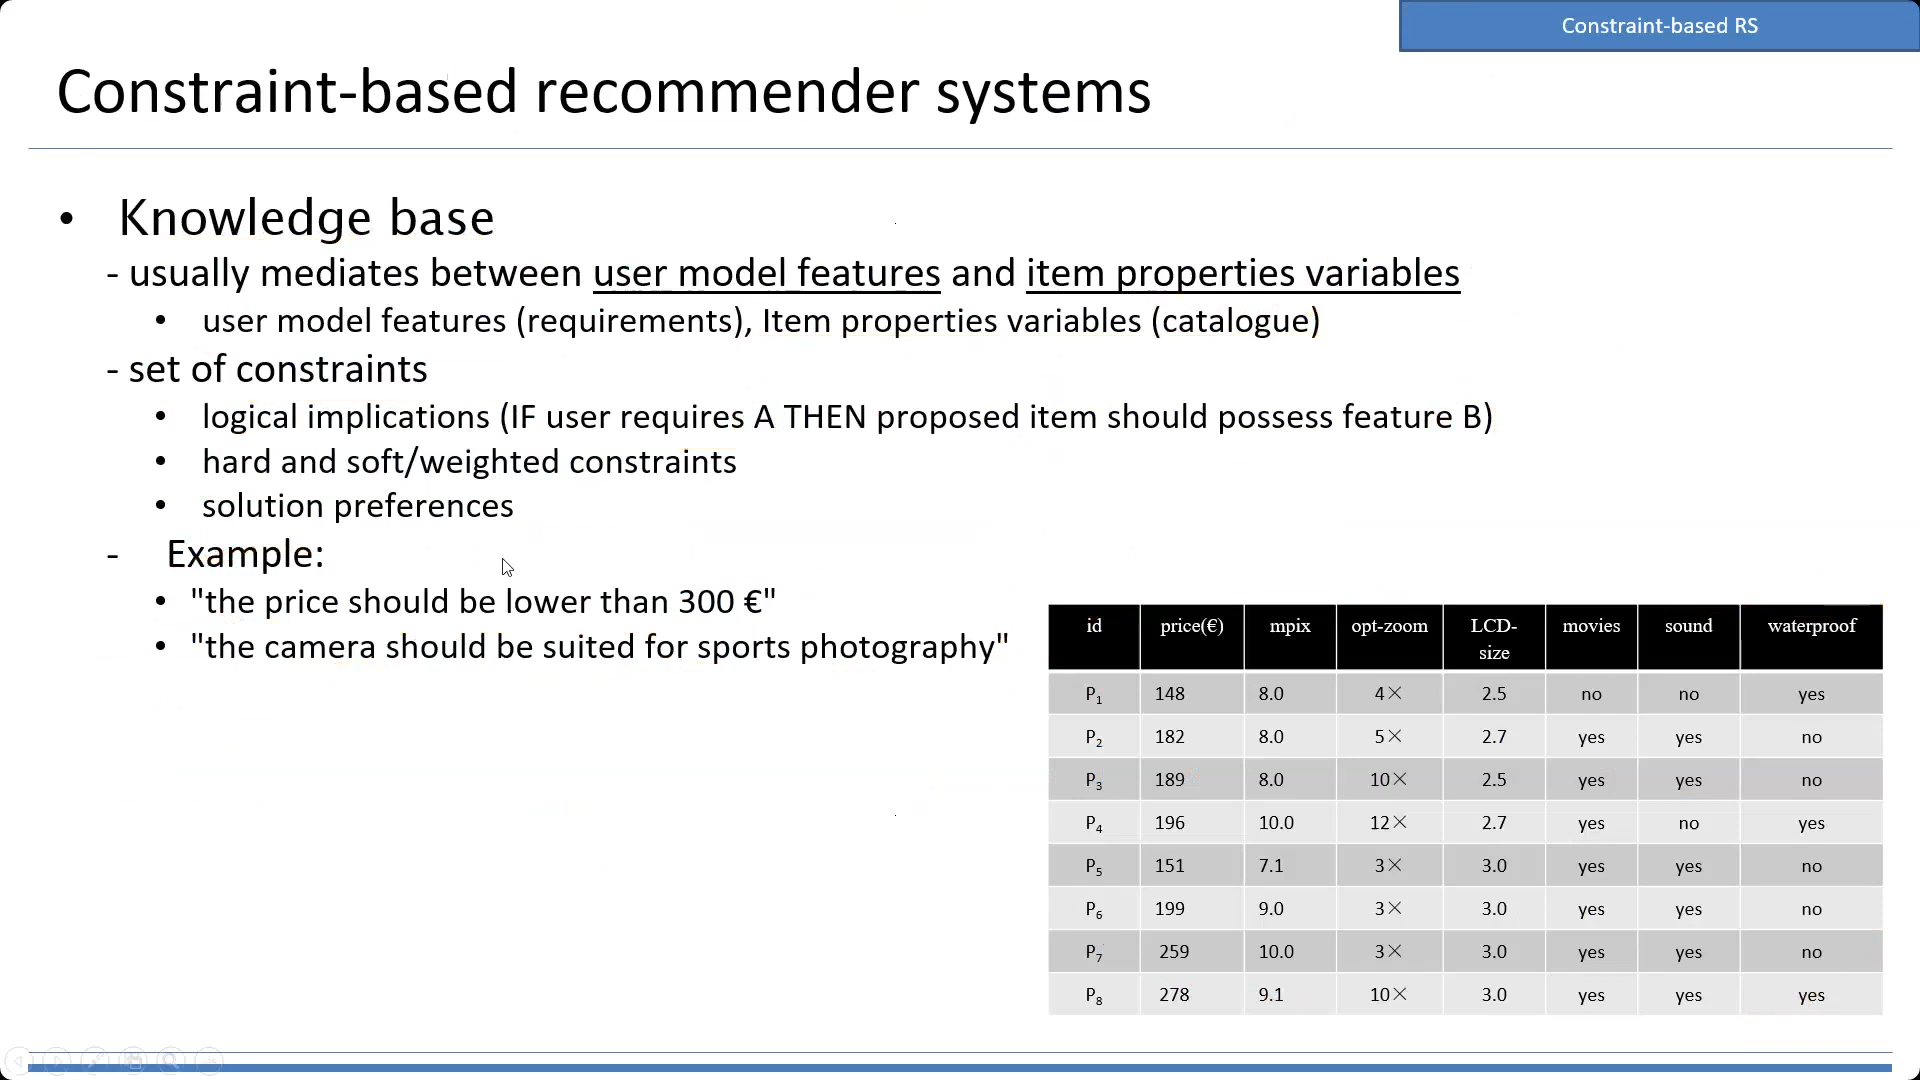 Constraint-based RS
Constraint-based recommender systems
• Knowledge base
- usually mediates between user model features and item properties variables
• user model features (requirements), Item properties variables (catalogue)
- set of constraints
• logical implications (IF user requires A THEN proposed item should possess feature B)
• hard and soft/weighted constraints
• solution preferences
- Example:
• "the price should be lower than 300 €"
• "the camera should be suited for sports photography"
id price(€) mpix opt-zoom LCD-size movies sound waterproof
P1 148 8.0 4× 2.5 no no yes
P2 182 8.0 5× 2.7 yes yes no
P3 189 8.0 10× 2.5 yes yes no
P4 196 10.0 12× 2.7 yes no yes
P5 151 7.1 3× 3.0 yes yes no
P6 199 9.0 3× 3.0 yes yes no
P7 259 10.0 3× 3.0 yes yes no
P8 278 9.1 10× 3.0 yes yes yes